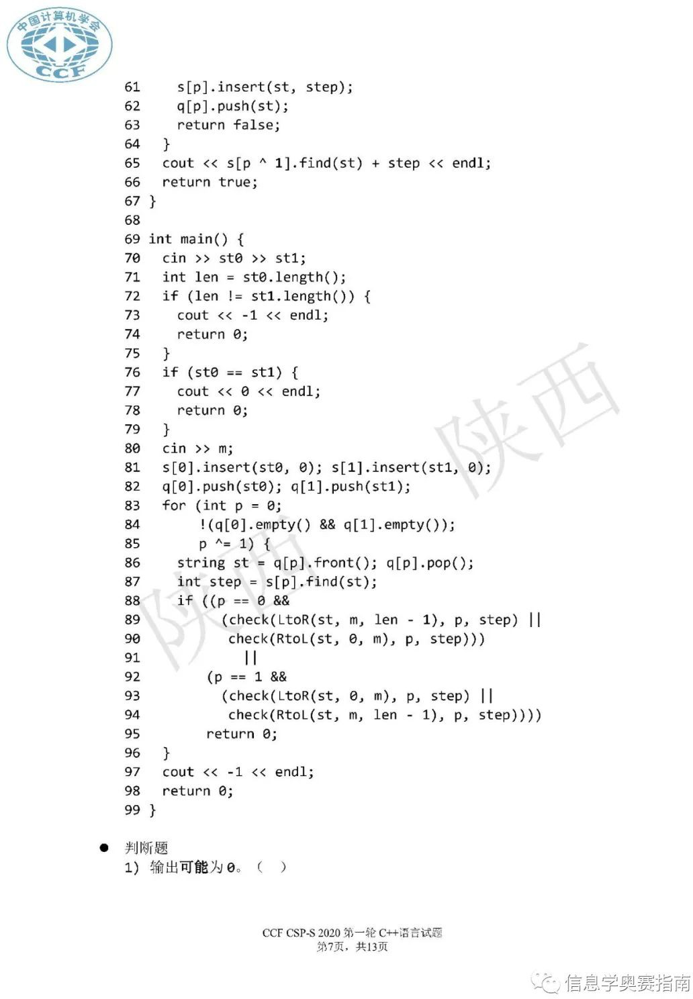 中国计算机学会
CCF
61 s[p].insert(st, step);
62 q[p].push(st);
63 return false;
64 }
65 cout << s[p ^ 1].find(st) + step << endl;
66 return true;
67 }
68
69 int main() {
70 cin >> st0 >> st1;
71 int len = st0.length();
72 if (len != st1.length()) {
73 cout << -1 << endl;
74 return 0;
75 }
76 if (st0 == st1) {
77 cout << 0 << endl;
78 return 0;
79 }
80 cin >> m;
81 s[0].insert(st0, 0); s[1].insert(st1, 0);
82 q[0].push(st0); q[1].push(st1);
83 for (int p = 0;
84 !(q[0].empty() && q[1].empty());
85 p ^= 1) {
86 string st = q[p].front(); q[p].pop();
87 int step = s[p].find(st);
88 if ((p == 0 &&
89 (check(LtoR(st, m, len - 1), p, step) ||
90 check(RtoL(st, 0, m), p, step)))
91 ||
92 (p == 1 &&
93 (check(LtoR(st, 0, m), p, step) ||
94 check(RtoL(st, m, len - 1), p, step))))
95 return 0;
96 }
97 cout << -1 << endl;
98 return 0;
99 }
陕西
陕西
● 判断题
1) 输出可能为0。（ ）
CCF CSP-S 2020 第一轮 C++语言试题
第7页，共13页
信息学奥赛指南